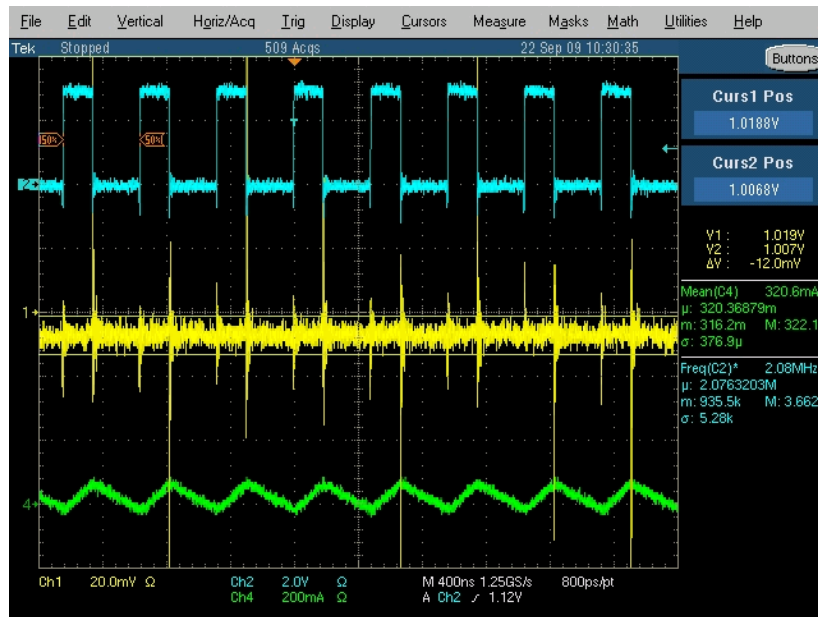 File Edit Vertical Horiz/Acq Trig Display Cursors Measure Masks Math Utilities Help
Tek Stopped 509 Acqs 22 Sep 09 10:30:35
Buttons
Curs1 Pos
1.0188V
Curs2 Pos
1.0068V
50% 50%
T
2
V1 : 1.019V
V2 : 1.007V
ΔV : -12.0mV
1
Mean(C4) 320.6mA
μ: 320.36879m
m: 316.2m M: 322.1
σ: 376.9μ
Freq(C2)* 2.08MHz
μ: 2.0763203M
m: 935.5k M: 3.662
σ: 5.28k
4
Ch1 20.0mV Ω Ch2 2.0V Ω M 400ns 1.25GS/s 800ps/pt
Ch4 200mA Ω A Ch2 ⁄ 1.12V